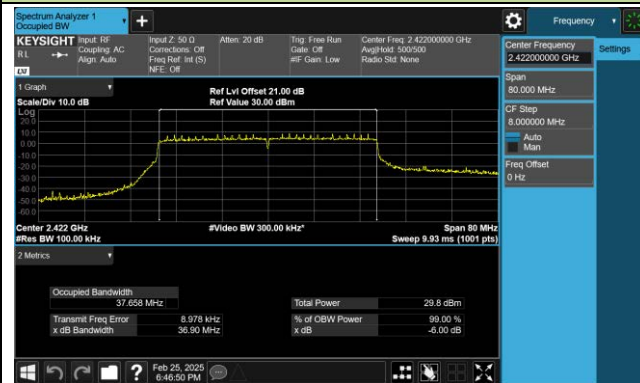 Spectrum Analyzer 1
Occupied BW
Frequency
KEYSIGHT
RL
LXI
Input: RF
Coupling: AC
Align: Auto
Input Z: 50 Ω
Corrections: Off
Freq Ref: Int (S)
NFE: Off
Atten: 20 dB
Trig: Free Run
Gate: Off
#IF Gain: Low
Center Freq: 2.422000000 GHz
Avg|Hold: 500/500
Radio Std: None
Center Frequency
2.422000000 GHz
Settings
Span
80.000 MHz
CF Step
8.000000 MHz
Auto
Man
Freq Offset
0 Hz
1 Graph
Scale/Div 10.0 dB
Ref Lvl Offset 21.00 dB
Ref Value 30.00 dBm
Log
20.0
10.0
0.00
-10.0
-20.0
-30.0
-40.0
-50.0
-60.0
Center 2.422 GHz
#Res BW 100.00 kHz
#Video BW 300.00 kHz*
Span 80 MHz
Sweep 9.93 ms (1001 pts)
2 Metrics
Occupied Bandwidth
37.658 MHz
Total Power 29.8 dBm
Transmit Freq Error 8.978 kHz
% of OBW Power 99.00 %
x dB Bandwidth 36.90 MHz
x dB -6.00 dB
Feb 25, 2025
6:46:50 PM